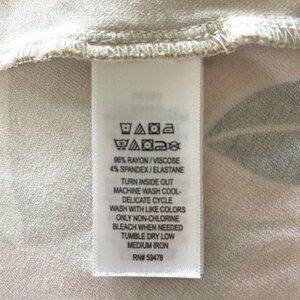 96% RAYON / VISCOSE
4% SPANDEX / ELASTANE
TURN INSIDE OUT
MACHINE WASH COOL-
DELICATE CYCLE
WASH WITH LIKE COLORS
ONLY NON-CHLORINE
BLEACH WHEN NEEDED
TUMBLE DRY LOW
MEDIUM IRON
RN# 59478